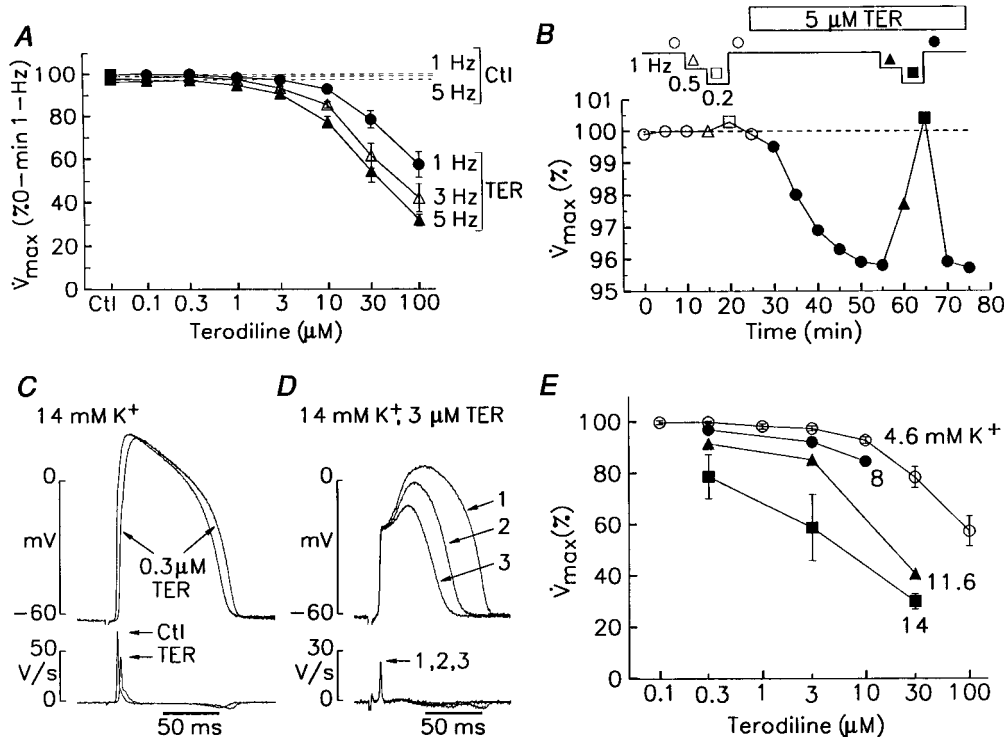 A
V̇max (%0-min 1-Hz)
100
80
60
40
20
0
1 Hz
5 Hz
Ctl
1 Hz
3 Hz
5 Hz
TER
Ctl 0.1 0.3 1 3 10 30 100
Terodiline (μM)
B
5 μM TER
1 Hz
0.5
0.2
V̇max (%)
101
100
99
98
97
96
95
0 10 20 30 40 50 60 70 80
Time (min)
C
14 mM K+
0
mV
-60
0.3 μM
TER
Ctl
TER
50
V/s
0
50 ms
D
14 mM K+, 3 μM TER
0
mV
-60
1
2
3
30
V/s
0
1,2,3
50 ms
E
V̇max (%)
100
80
60
40
20
0
4.6 mM K+
8
11.6
14
0.1 0.3 1 3 10 30 100
Terodiline (μM)